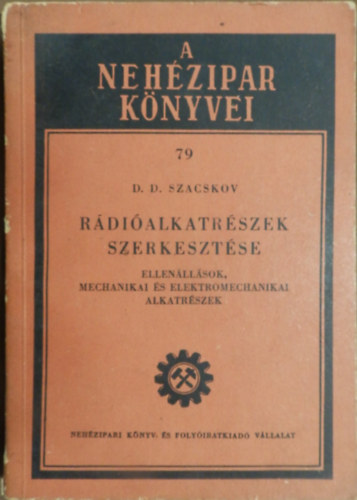 A
NEHÉZIPAR
KÖNYVEI
79
D. D. SZACSKOV
RÁDIÓALKATRÉSZEK
SZERKESZTÉSE
ELLENÁLLÁSOK,
MECHANIKAI ÉS ELEKTROMECHANIKAI
ALKATRÉSZEK
NEHÉZIPARI KÖNYV- ÉS FOLYÓIRATKIADÓ VÁLLALAT